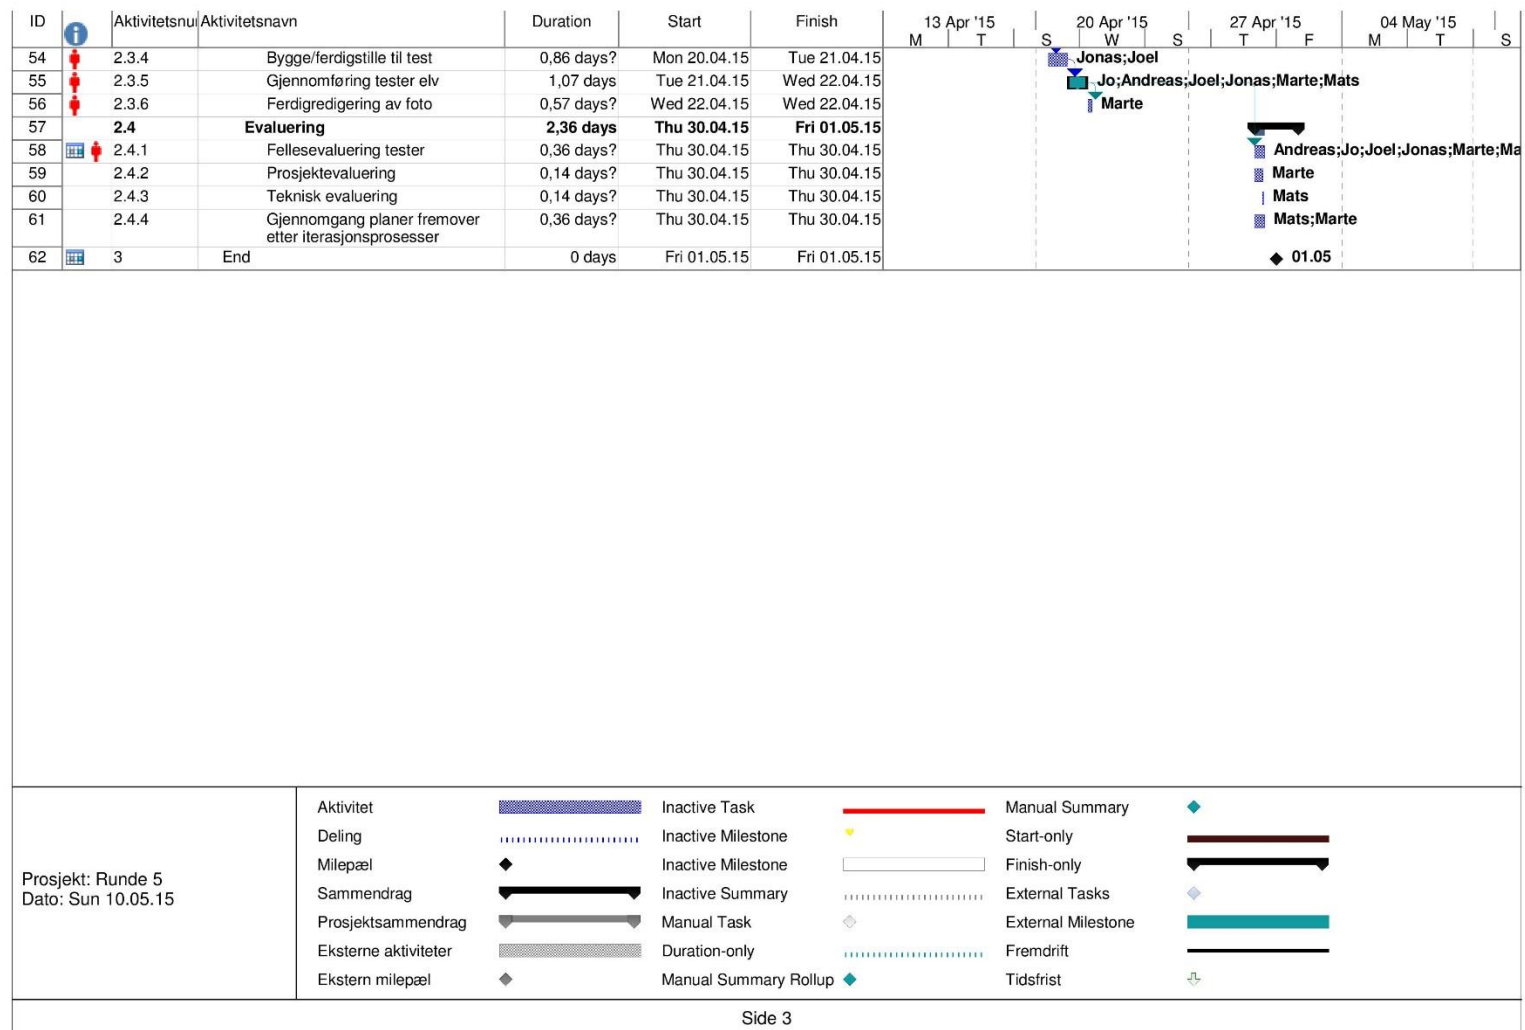 ID Aktivitetsnu Aktivitetsnavn Duration Start Finish 13 Apr '15 20 Apr '15 27 Apr '15 04 May '15
M T S W S T F M T S
54 2.3.4 Bygge/ferdigstille til test 0,86 days? Mon 20.04.15 Tue 21.04.15 Jonas;Joel
55 2.3.5 Gjennomføring tester elv 1,07 days Tue 21.04.15 Wed 22.04.15 Jo;Andreas;Joel;Jonas;Marte;Mats
56 2.3.6 Ferdigredigering av foto 0,57 days? Wed 22.04.15 Wed 22.04.15 Marte
57 2.4 Evaluering 2,36 days Thu 30.04.15 Fri 01.05.15
58 2.4.1 Fellesevaluering tester 0,36 days? Thu 30.04.15 Thu 30.04.15 Andreas;Jo;Joel;Jonas;Marte;Ma
59 2.4.2 Prosjektevaluering 0,14 days? Thu 30.04.15 Thu 30.04.15 Marte
60 2.4.3 Teknisk evaluering 0,14 days? Thu 30.04.15 Thu 30.04.15 Mats
61 2.4.4 Gjennomgang planer fremover 0,36 days? Thu 30.04.15 Thu 30.04.15 Mats;Marte
etter iterasjonsprosesser
62 3 End 0 days Fri 01.05.15 Fri 01.05.15 01.05
Prosjekt: Runde 5
Dato: Sun 10.05.15
Aktivitet Inactive Task Manual Summary
Deling Inactive Milestone Start-only
Milepæl Inactive Milestone Finish-only
Sammendrag Inactive Summary External Tasks
Prosjektsammendrag Manual Task External Milestone
Eksterne aktiviteter Duration-only Fremdrift
Ekstern milepæl Manual Summary Rollup Tidsfrist
Side 3